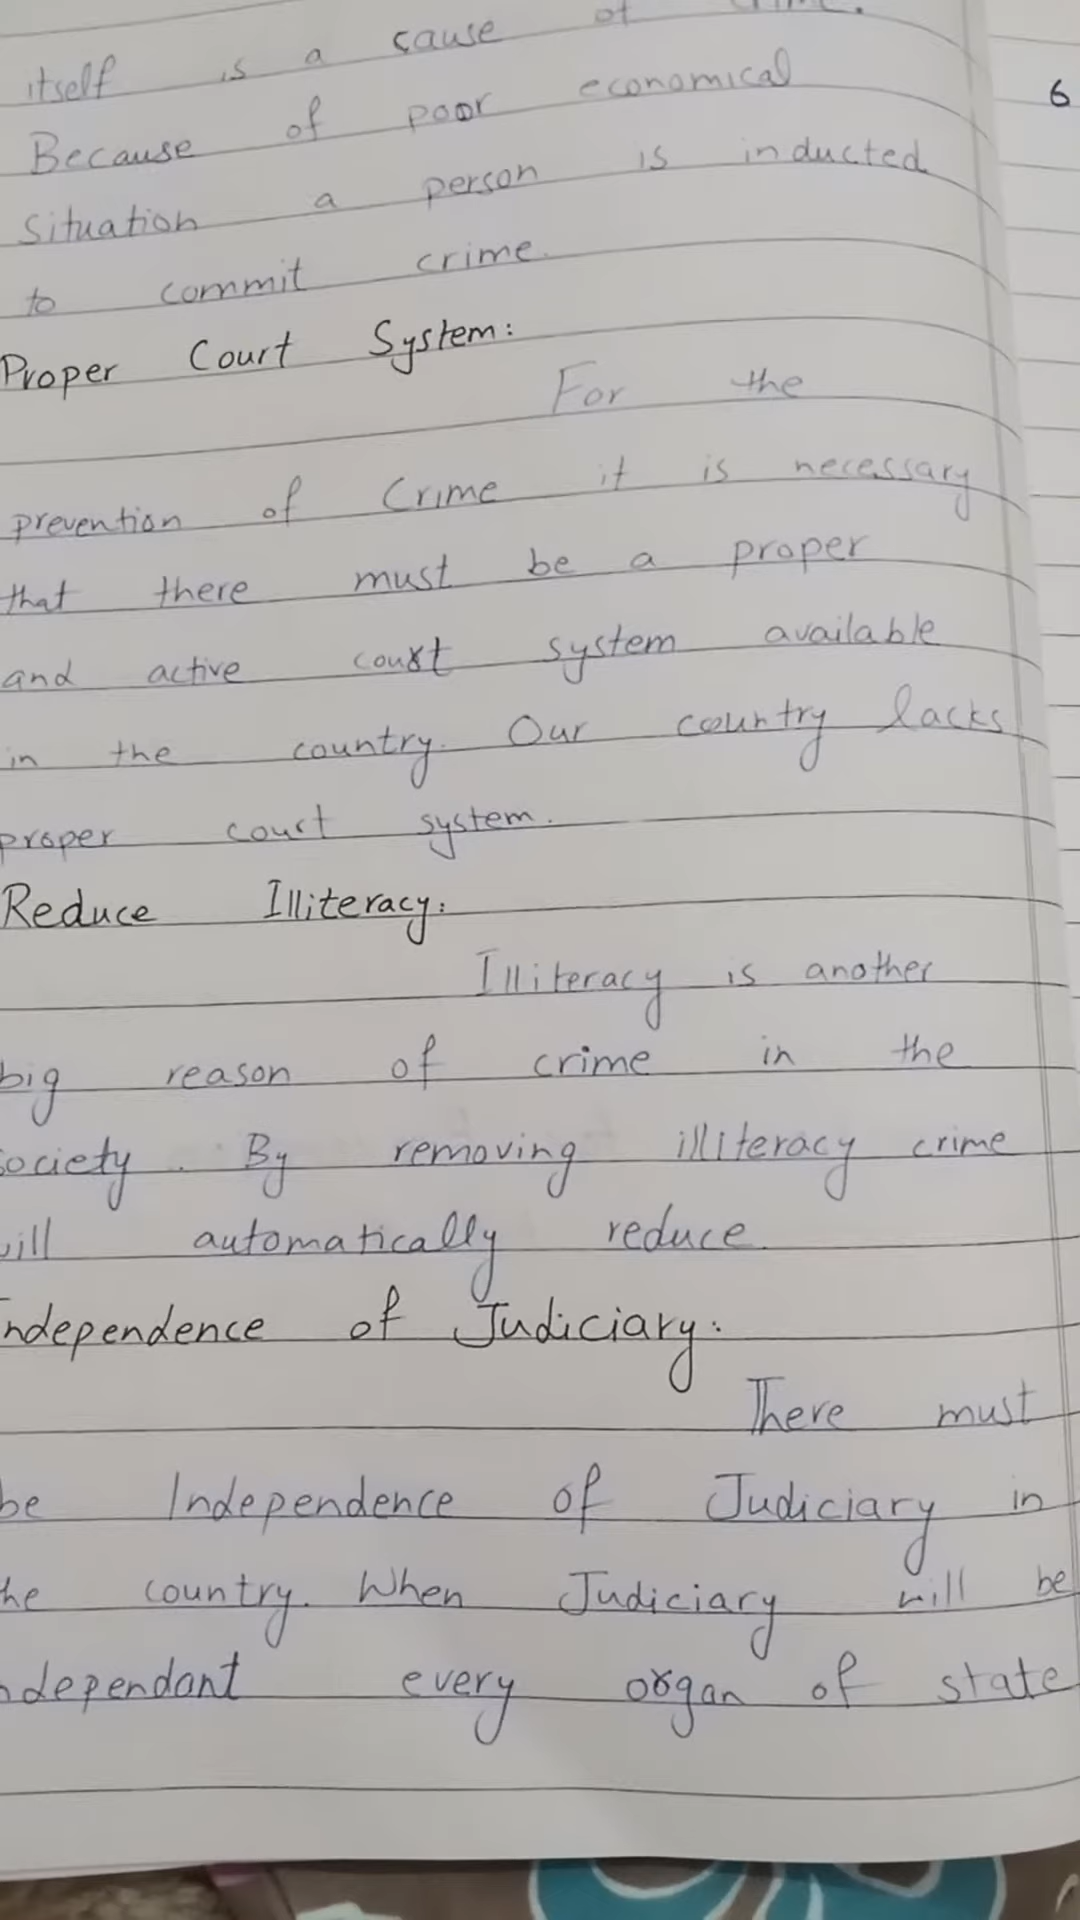 itself is a cause of crime.
Because of poor economical
6
situation a person is inducted
to commit crime.
Proper Court System:
For the
prevention of Crime it is necessary
that there must be a proper
and active court system available
in the country. Our country lacks
proper court system.
Reduce Illiteracy:
Illiteracy is another
big reason of crime in the
society. By removing illiteracy crime
will automatically reduce.
Independence of Judiciary:
There must
be Independence of Judiciary in
the country. When Judiciary will be
independant every organ of state